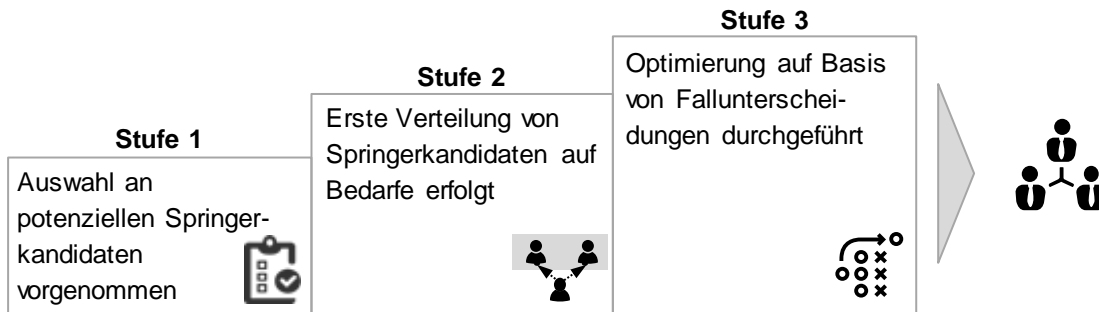 Stufe 1
Auswahl an
potenziellen Springer-
kandidaten
vorgenommen
Stufe 2
Erste Verteilung von
Springerkandidaten auf
Bedarfe erfolgt
Stufe 3
Optimierung auf Basis
von Fallunterschei-
dungen durchgeführt